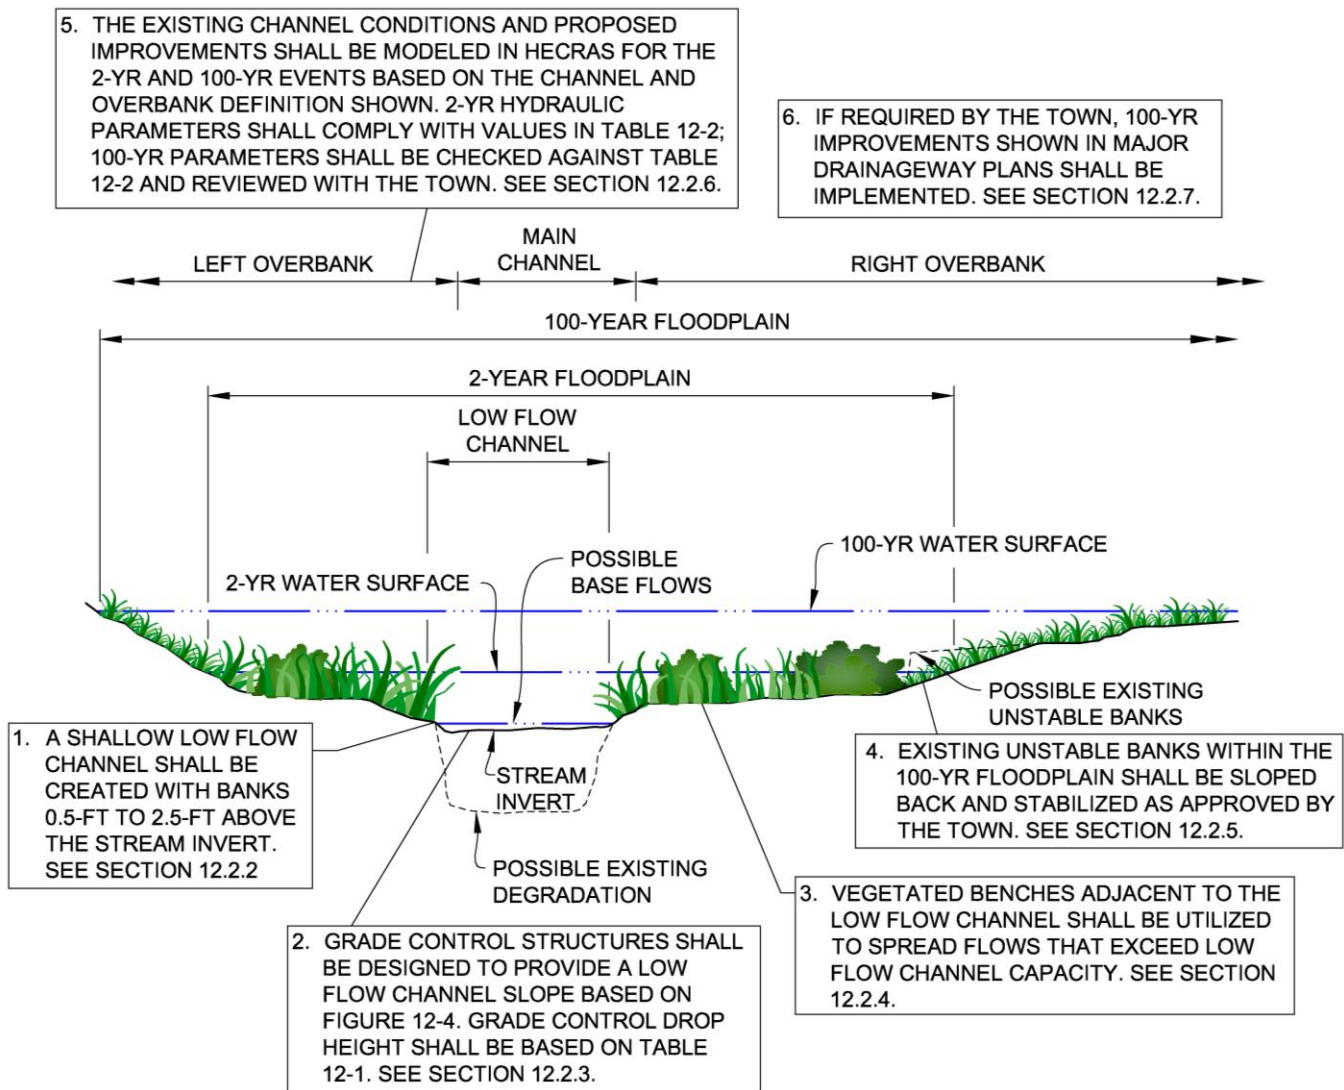 5. THE EXISTING CHANNEL CONDITIONS AND PROPOSED
IMPROVEMENTS SHALL BE MODELED IN HECRAS FOR THE
2-YR AND 100-YR EVENTS BASED ON THE CHANNEL AND
OVERBANK DEFINITION SHOWN. 2-YR HYDRAULIC
PARAMETERS SHALL COMPLY WITH VALUES IN TABLE 12-2;
100-YR PARAMETERS SHALL BE CHECKED AGAINST TABLE
12-2 AND REVIEWED WITH THE TOWN. SEE SECTION 12.2.6.
6. IF REQUIRED BY THE TOWN, 100-YR
IMPROVEMENTS SHOWN IN MAJOR
DRAINAGEWAY PLANS SHALL BE
IMPLEMENTED. SEE SECTION 12.2.7.
LEFT OVERBANK
MAIN
CHANNEL
RIGHT OVERBANK
100-YEAR FLOODPLAIN
2-YEAR FLOODPLAIN
LOW FLOW
CHANNEL
100-YR WATER SURFACE
2-YR WATER SURFACE
POSSIBLE
BASE FLOWS
POSSIBLE EXISTING
UNSTABLE BANKS
STREAM
INVERT
POSSIBLE EXISTING
DEGRADATION
1. A SHALLOW LOW FLOW
CHANNEL SHALL BE
CREATED WITH BANKS
0.5-FT TO 2.5-FT ABOVE
THE STREAM INVERT.
SEE SECTION 12.2.2
4. EXISTING UNSTABLE BANKS WITHIN THE
100-YR FLOODPLAIN SHALL BE SLOPED
BACK AND STABILIZED AS APPROVED BY
THE TOWN. SEE SECTION 12.2.5.
3. VEGETATED BENCHES ADJACENT TO THE
LOW FLOW CHANNEL SHALL BE UTILIZED
TO SPREAD FLOWS THAT EXCEED LOW
FLOW CHANNEL CAPACITY. SEE SECTION
12.2.4.
2. GRADE CONTROL STRUCTURES SHALL
BE DESIGNED TO PROVIDE A LOW
FLOW CHANNEL SLOPE BASED ON
FIGURE 12-4. GRADE CONTROL DROP
HEIGHT SHALL BE BASED ON TABLE
12-1. SEE SECTION 12.2.3.